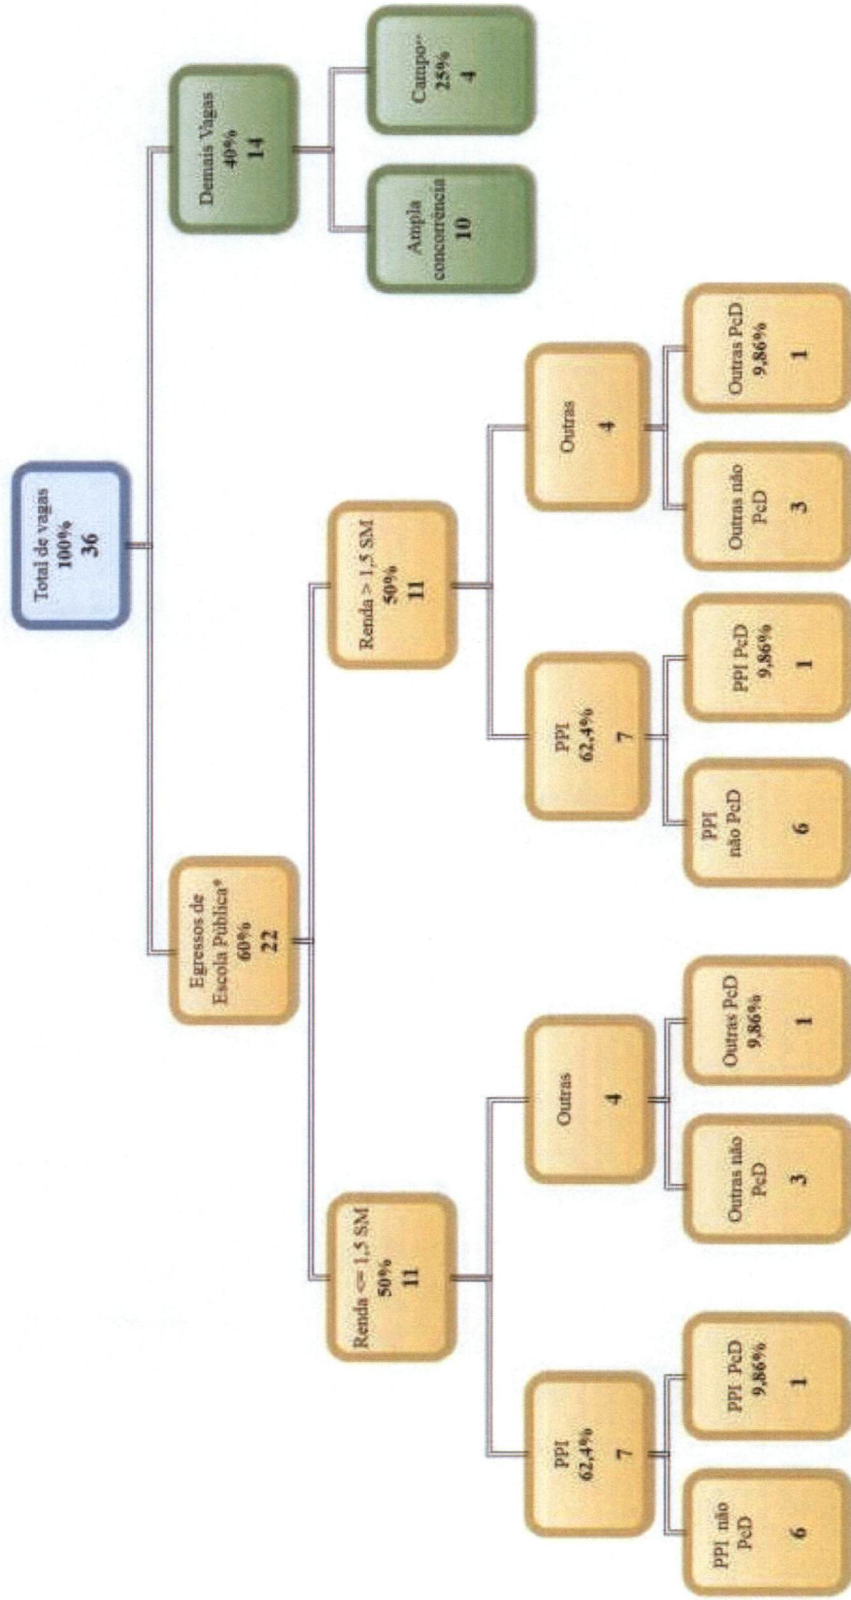 Total de vagas
100%
36
Egressos de
Escola Pública*
60%
22
Demais Vagas
40%
14
Renda <= 1,5 SM
50%
11
Renda > 1,5 SM
50%
11
Ampla
concorrência
10
Campo**
25%
4
PPI
62,4%
7
Outras
4
PPI
62,4%
7
Outras
4
PPI não
PcD
6
PPI PcD
9,86%
1
Outras não
PcD
3
Outras PcD
9,86%
1
PPI
não PcD
6
PPI PcD
9,86%
1
Outras não
PcD
3
Outras PcD
9,86%
1